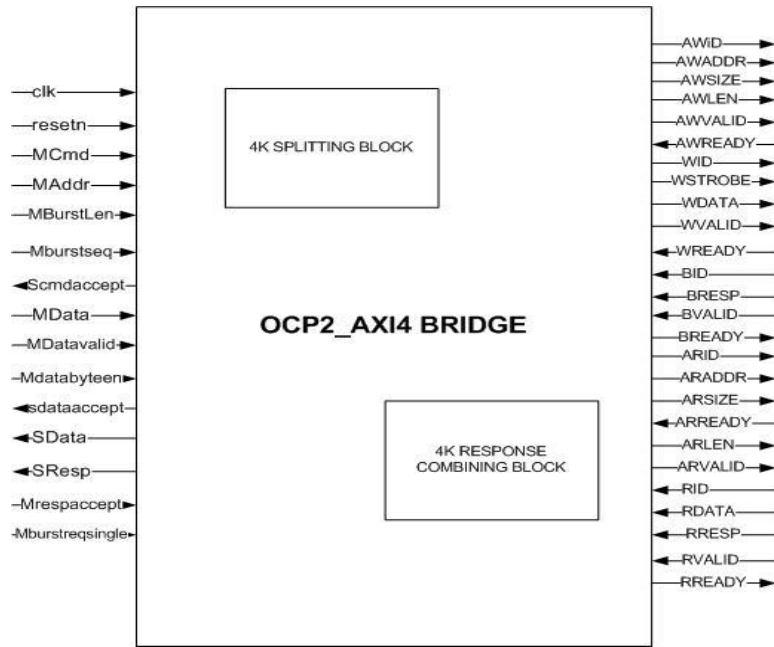 clk
resetn
MCmd
MAddr
MBurstLen
Mburstseq
Scmdaccept
MData
MDatavalid
Mdatabyteen
sdataaccept
SData
SResp
Mrespaccept
Mburstreqsingle
4K SPLITTING BLOCK
OCP2_AXI4 BRIDGE
4K RESPONSE
COMBINING BLOCK
AWiD
AWADDR
AWSIZE
AWLEN
AWVALID
AWREADY
WID
WSTROBE
WDATA
WVALID
WREADY
BID
BRESP
BVALID
BREADY
ARID
ARADDR
ARSIZE
ARREADY
ARLEN
ARVALID
RID
RDATA
RRESP
RVALID
RREADY